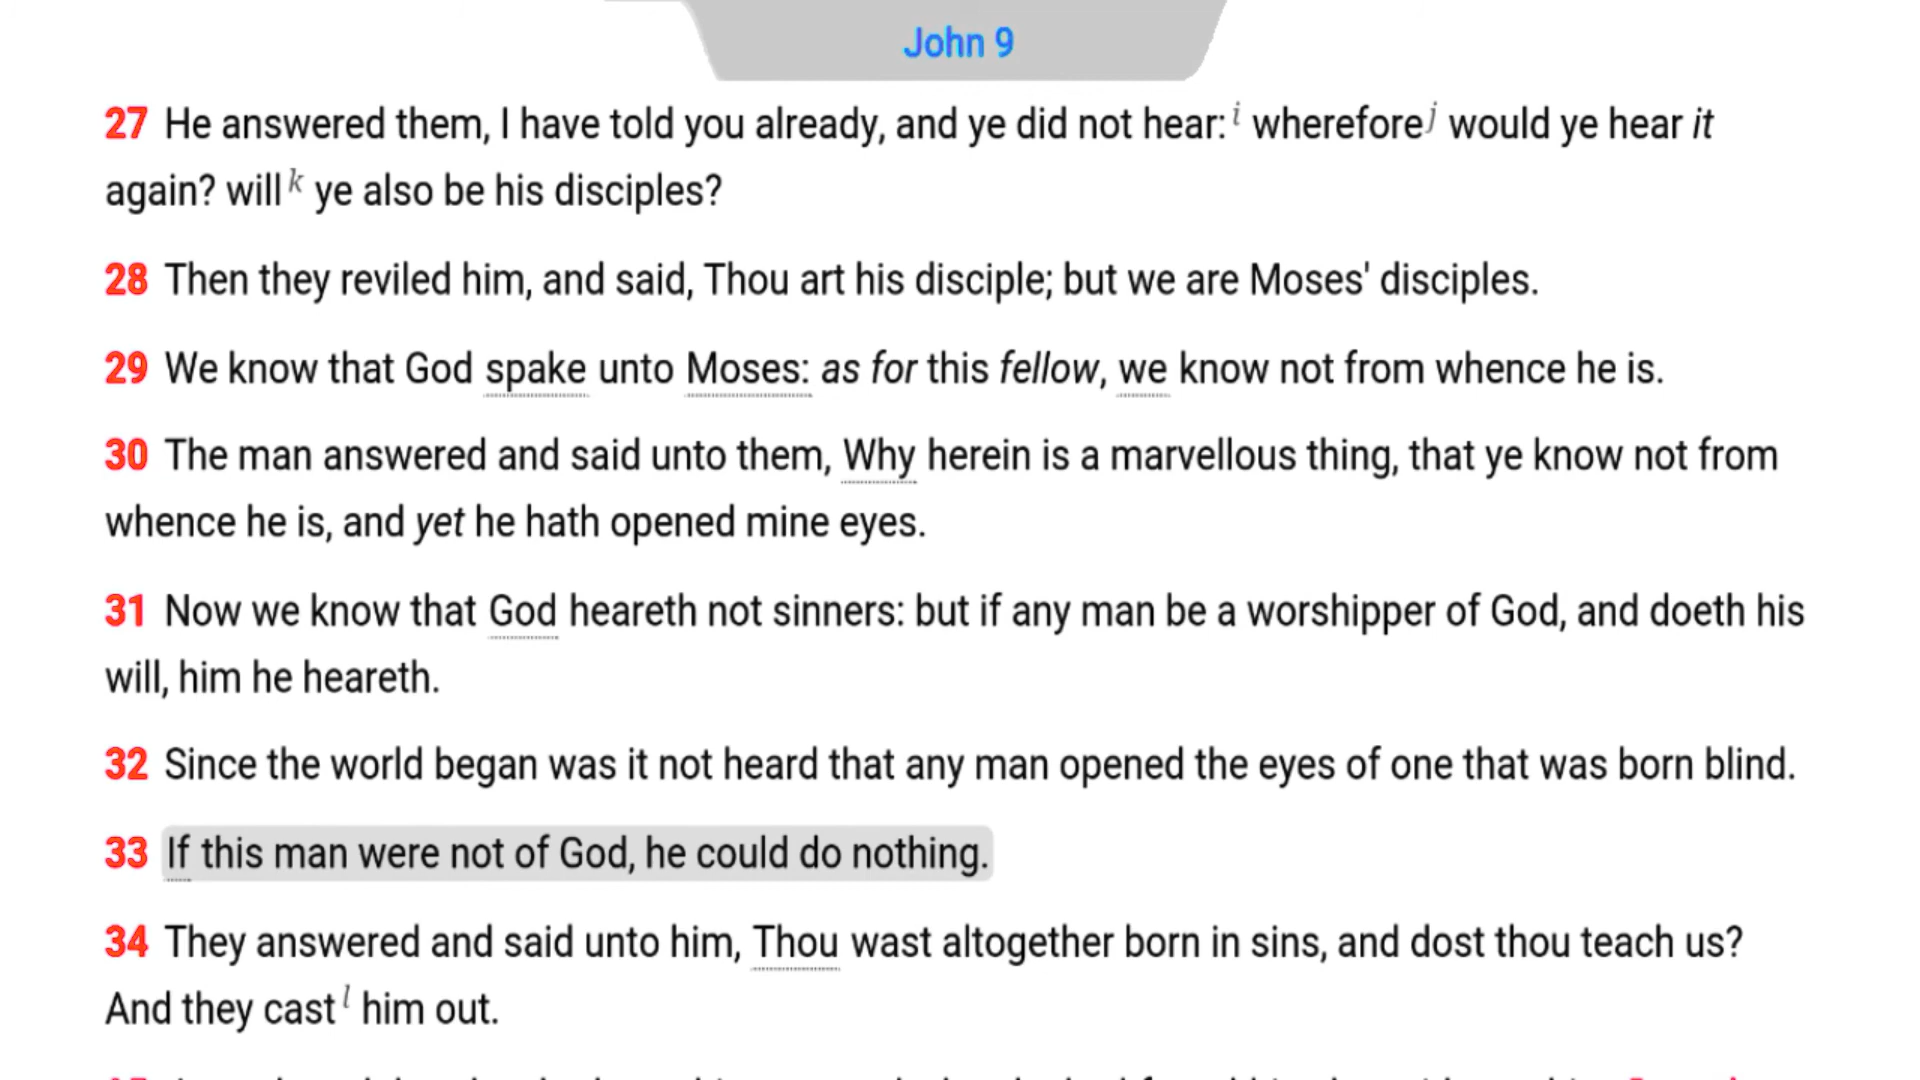 John 9
27 He answered them, I have told you already, and ye did not hear: i wherefore j would ye hear it
again? will k ye also be his disciples?
28 Then they reviled him, and said, Thou art his disciple; but we are Moses' disciples.
29 We know that God spake unto Moses: as for this fellow, we know not from whence he is.
30 The man answered and said unto them, Why herein is a marvellous thing, that ye know not from
whence he is, and yet he hath opened mine eyes.
31 Now we know that God heareth not sinners: but if any man be a worshipper of God, and doeth his
will, him he heareth.
32 Since the world began was it not heard that any man opened the eyes of one that was born blind.
33 If this man were not of God, he could do nothing.
34 They answered and said unto him, Thou wast altogether born in sins, and dost thou teach us?
And they cast l him out.